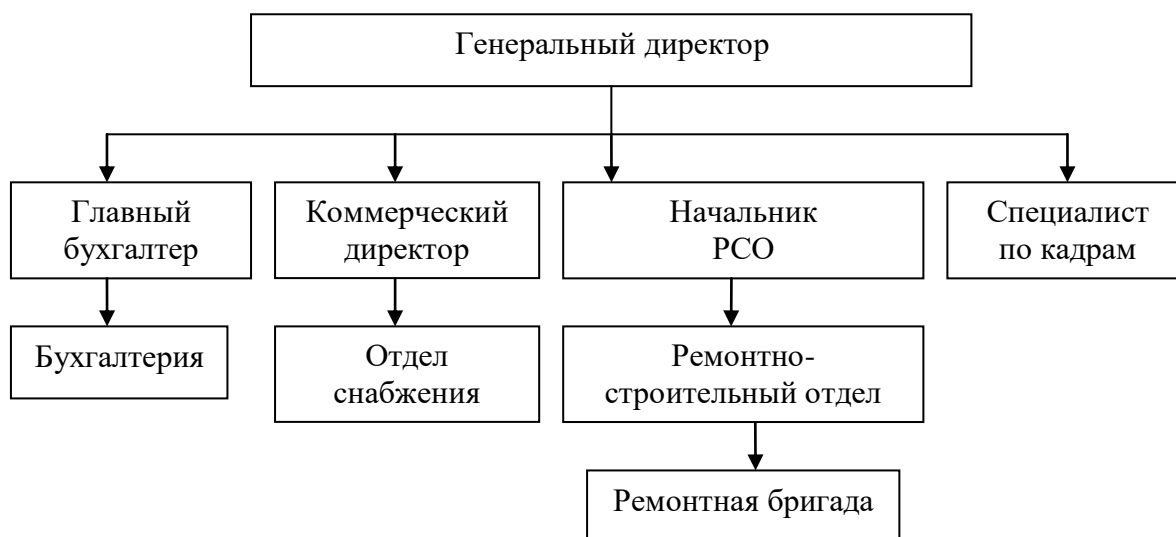 Генеральный директор
Главный
бухгалтер
Коммерческий
директор
Начальник
РСО
Специалист
по кадрам
Бухгалтерия
Отдел
снабжения
Ремонтно-
строительный отдел
Ремонтная бригада